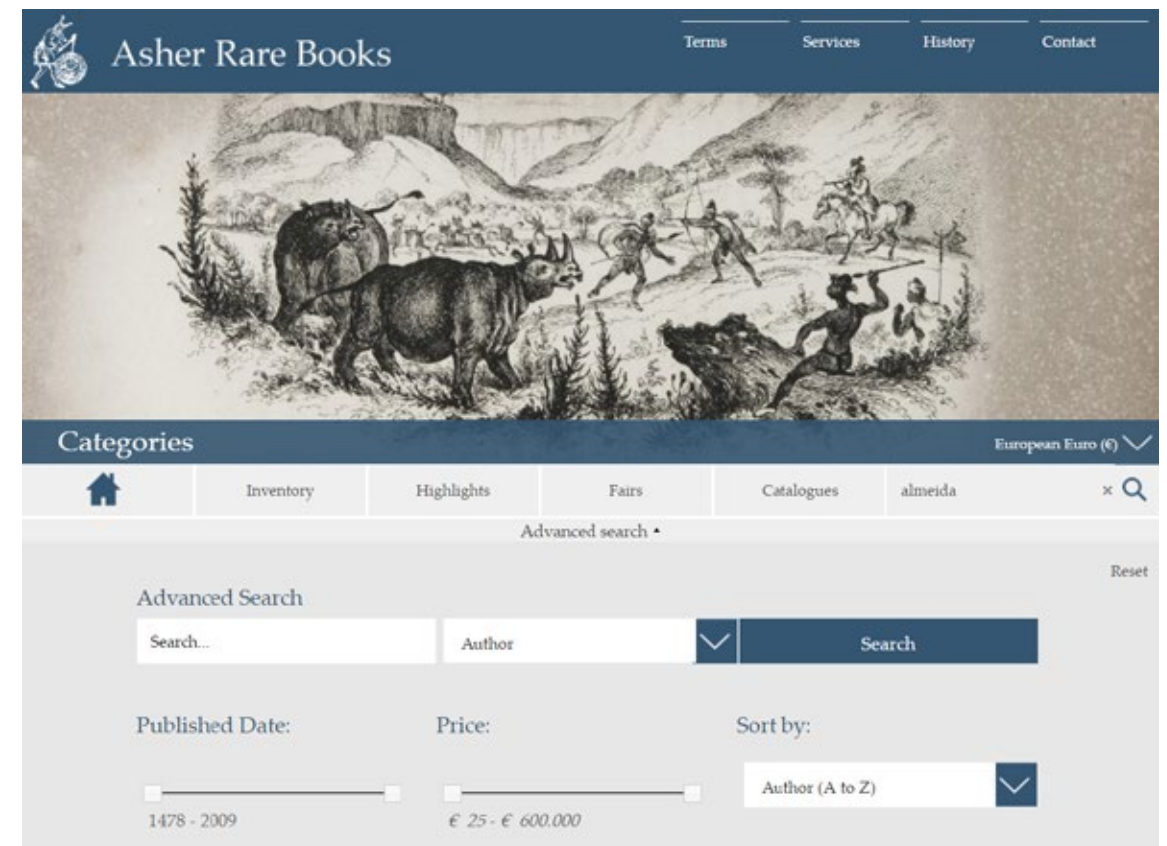 Asher Rare Books
Terms Services History Contact
Categories
European Euro (€)
Inventory Highlights Fairs Catalogues almeida ×
Advanced search ▴
Reset
Advanced Search
Search... Author Search
Published Date: Price: Sort by:
Author (A to Z)
1478 - 2009 € 25 - € 600.000